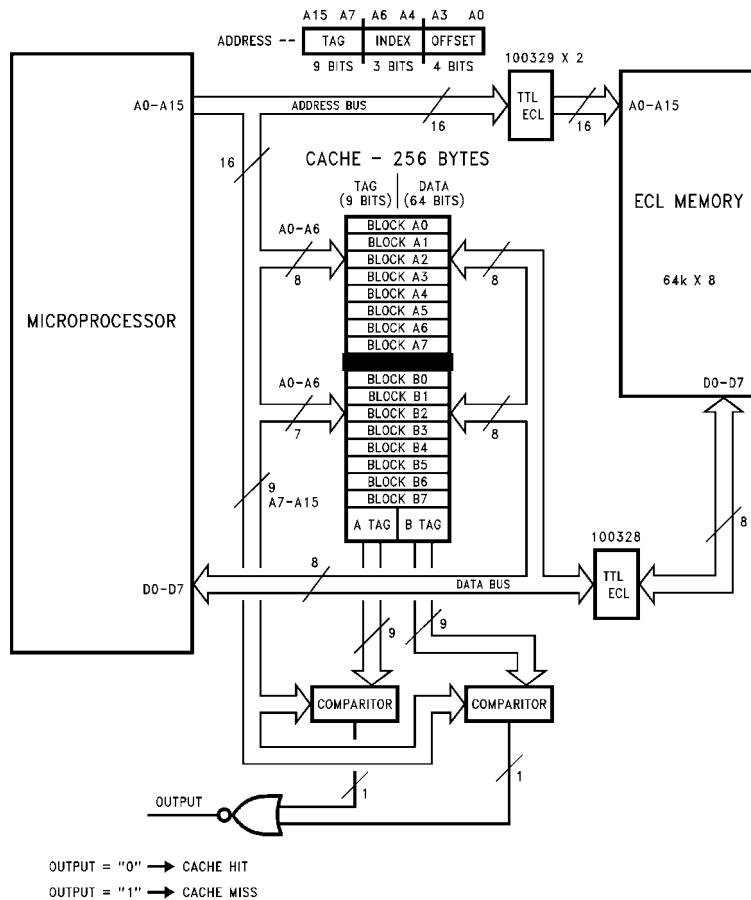 A15 A7 A6 A4 A3 A0
ADDRESS -- TAG INDEX OFFSET
9 BITS 3 BITS 4 BITS
100329 X 2
A0-A15
ADDRESS BUS
16
TTL
ECL
16
A0-A15
16
CACHE - 256 BYTES
TAG
(9 BITS)
DATA
(64 BITS)
ECL MEMORY
64k X 8
D0-D7
MICROPROCESSOR
A0-A6
8
8
BLOCK A0
BLOCK A1
BLOCK A2
BLOCK A3
BLOCK A4
BLOCK A5
BLOCK A6
BLOCK A7
A0-A6
7
8
BLOCK B0
BLOCK B1
BLOCK B2
BLOCK B3
BLOCK B4
BLOCK B5
BLOCK B6
BLOCK B7
A TAG B TAG
9
A7-A15
8
100328
TTL
ECL
D0-D7
8
DATA BUS
9
9
COMPARITOR
COMPARITOR
1
1
OUTPUT
OUTPUT = "0" → CACHE HIT
OUTPUT = "1" → CACHE MISS